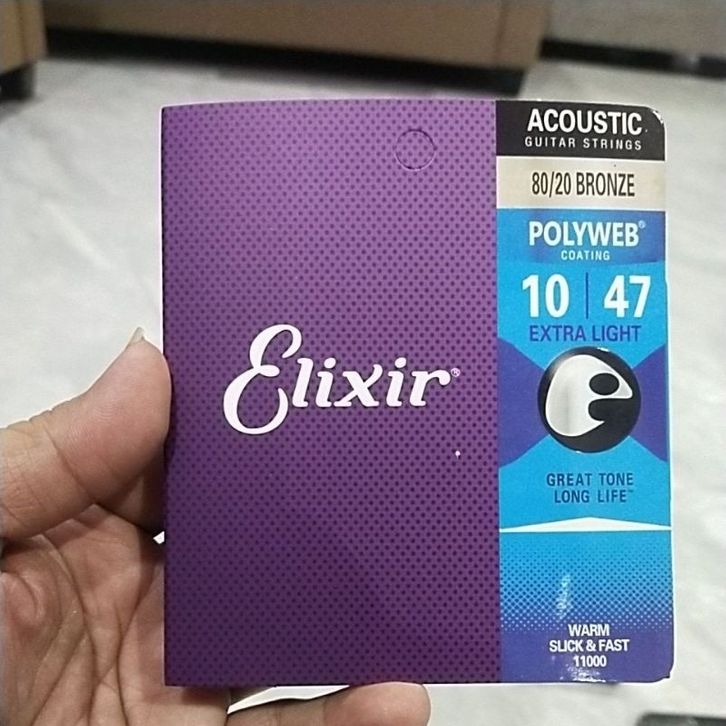 Elixir®
ACOUSTIC
GUITAR STRINGS
80/20 BRONZE
POLYWEB®
COATING
10 | 47
EXTRA LIGHT
GREAT TONE
LONG LIFE™
WARM
SLICK & FAST
11000